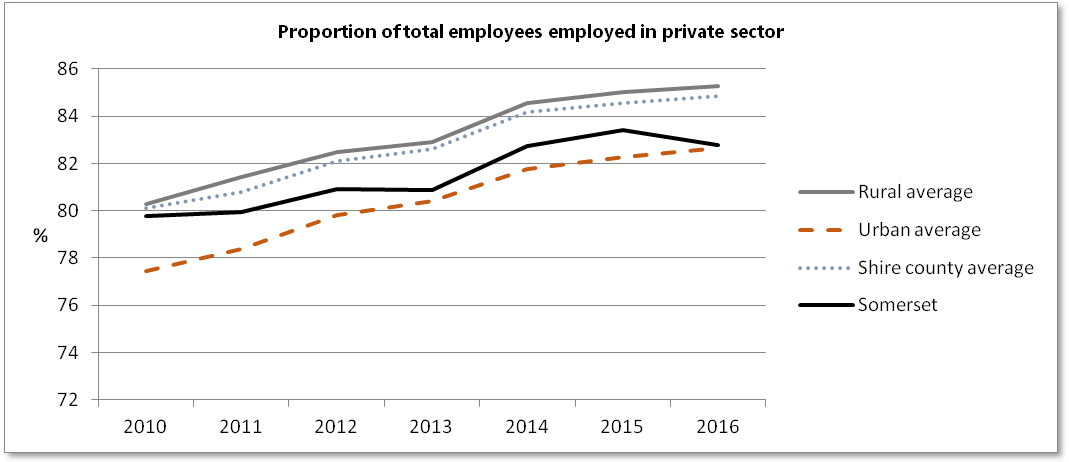 Proportion of total employees employed in private sector
86
84
82
80
78
76
74
72
%
2010 2011 2012 2013 2014 2015 2016
Rural average
Urban average
Shire county average
Somerset